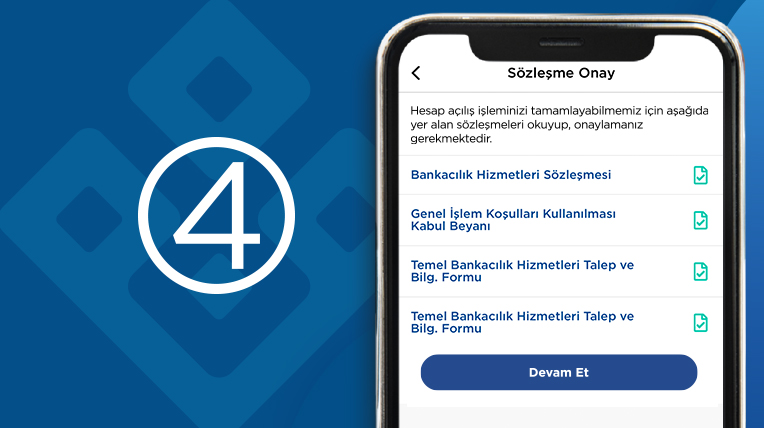 4
Sözleşme Onay
Hesap açılış işleminizi tamamlayabilmemiz için aşağıda
yer alan sözleşmeleri okuyup, onaylamanız
gerekmektedir.
Bankacılık Hizmetleri Sözleşmesi
Genel İşlem Koşulları Kullanılması
Kabul Beyanı
Temel Bankacılık Hizmetleri Talep ve
Bilg. Formu
Temel Bankacılık Hizmetleri Talep ve
Bilg. Formu
Devam Et